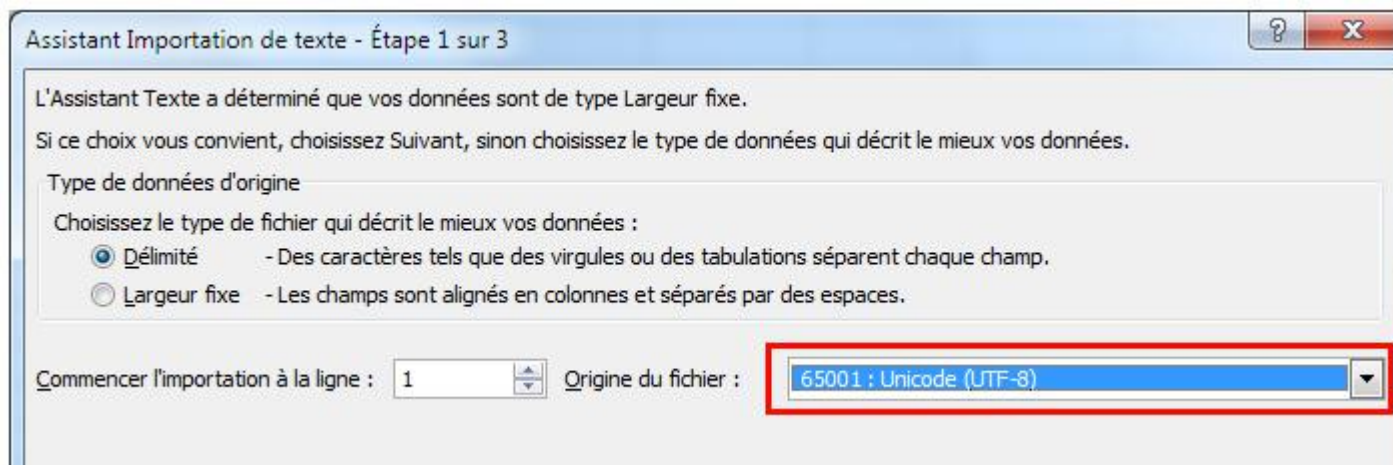 Assistant Importation de texte - Étape 1 sur 3
L'Assistant Texte a déterminé que vos données sont de type Largeur fixe.
Si ce choix vous convient, choisissez Suivant, sinon choisissez le type de données qui décrit le mieux vos données.
Type de données d'origine
Choisissez le type de fichier qui décrit le mieux vos données :
Délimité - Des caractères tels que des virgules ou des tabulations séparent chaque champ.
Largeur fixe - Les champs sont alignés en colonnes et séparés par des espaces.
Commencer l'importation à la ligne : 1 Origine du fichier : 65001 : Unicode (UTF-8)